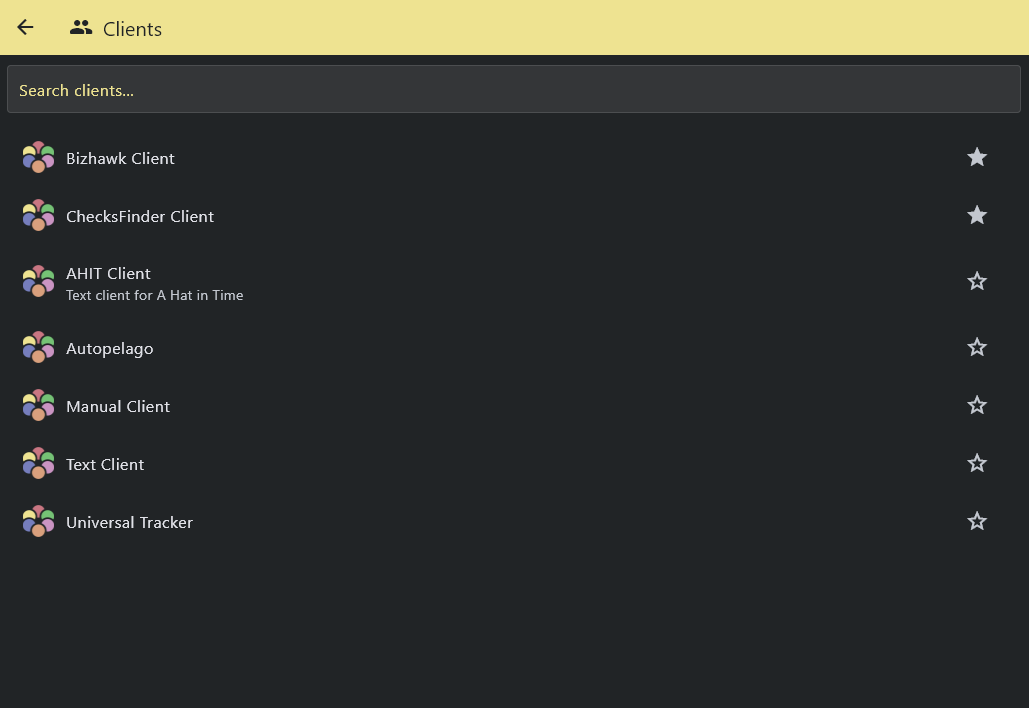 Clients
Search clients...
Bizhawk Client
ChecksFinder Client
AHIT Client
Text client for A Hat in Time
Autopelago
Manual Client
Text Client
Universal Tracker